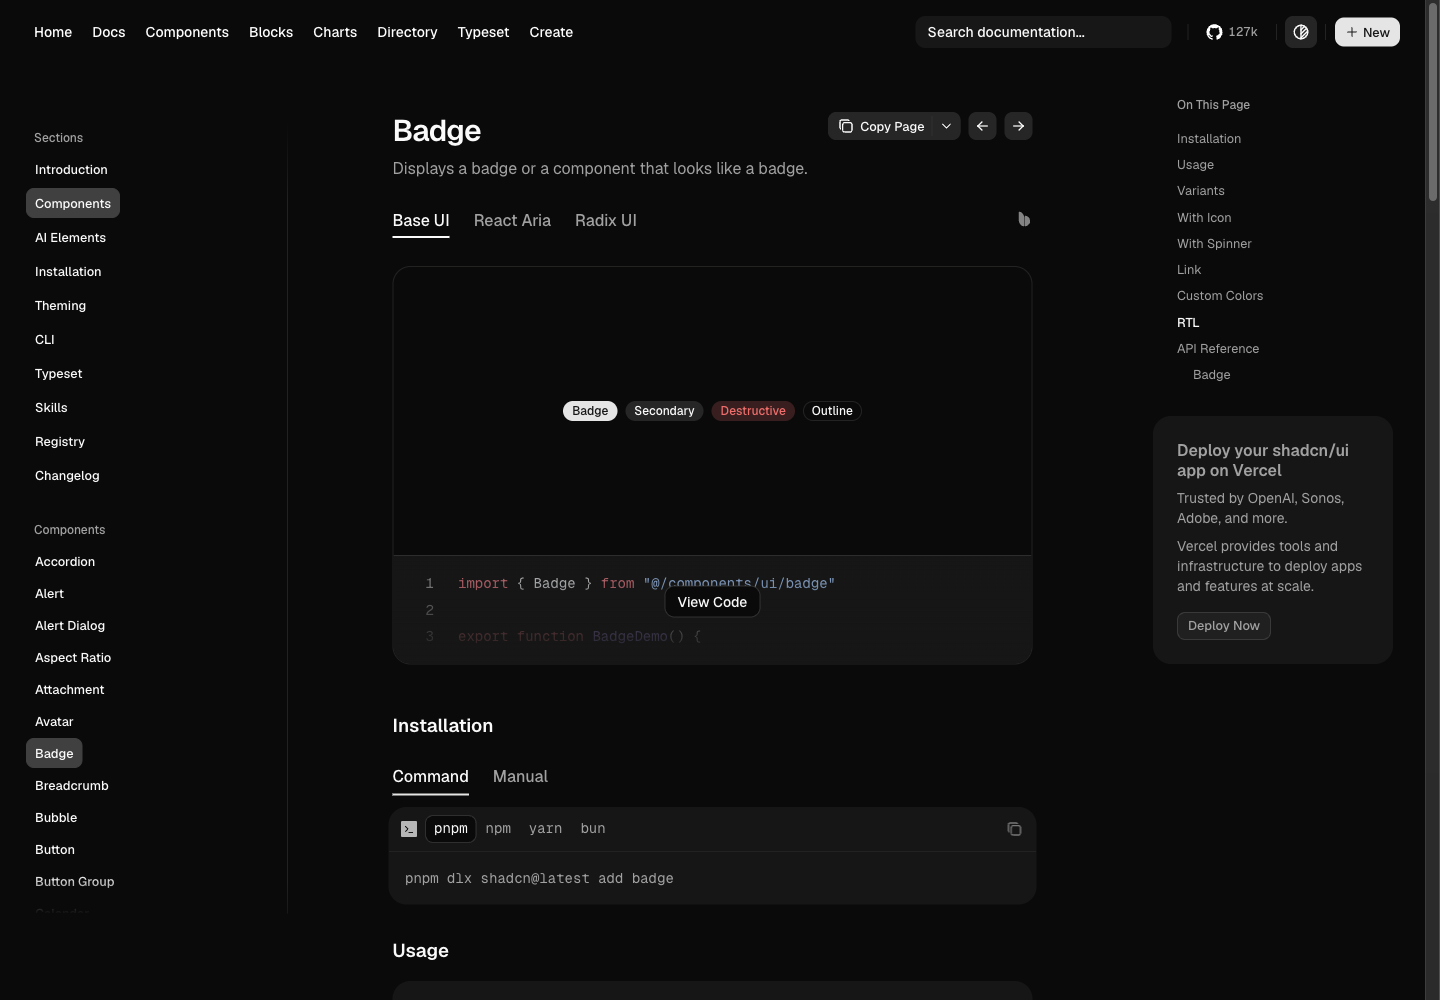 Home Docs Components Blocks Charts Directory Typeset Create
Search documentation...
127k
New
Sections
Introduction
Components
AI Elements
Installation
Theming
CLI
Typeset
Skills
Registry
Changelog
Components
Accordion
Alert
Alert Dialog
Aspect Ratio
Attachment
Avatar
Badge
Breadcrumb
Bubble
Button
Button Group
Calendar
Badge
Copy Page
Displays a badge or a component that looks like a badge.
Base UI React Aria Radix UI
Badge Secondary Destructive Outline
1 import { Badge } from "@/components/ui/badge"
2
View Code
3 export function BadgeDemo() {
Installation
Command Manual
pnpm npm yarn bun
pnpm dlx shadcn@latest add badge
Usage
On This Page
Installation
Usage
Variants
With Icon
With Spinner
Link
Custom Colors
RTL
API Reference
Badge
Deploy your shadcn/ui
app on Vercel
Trusted by OpenAI, Sonos,
Adobe, and more.
Vercel provides tools and
infrastructure to deploy apps
and features at scale.
Deploy Now